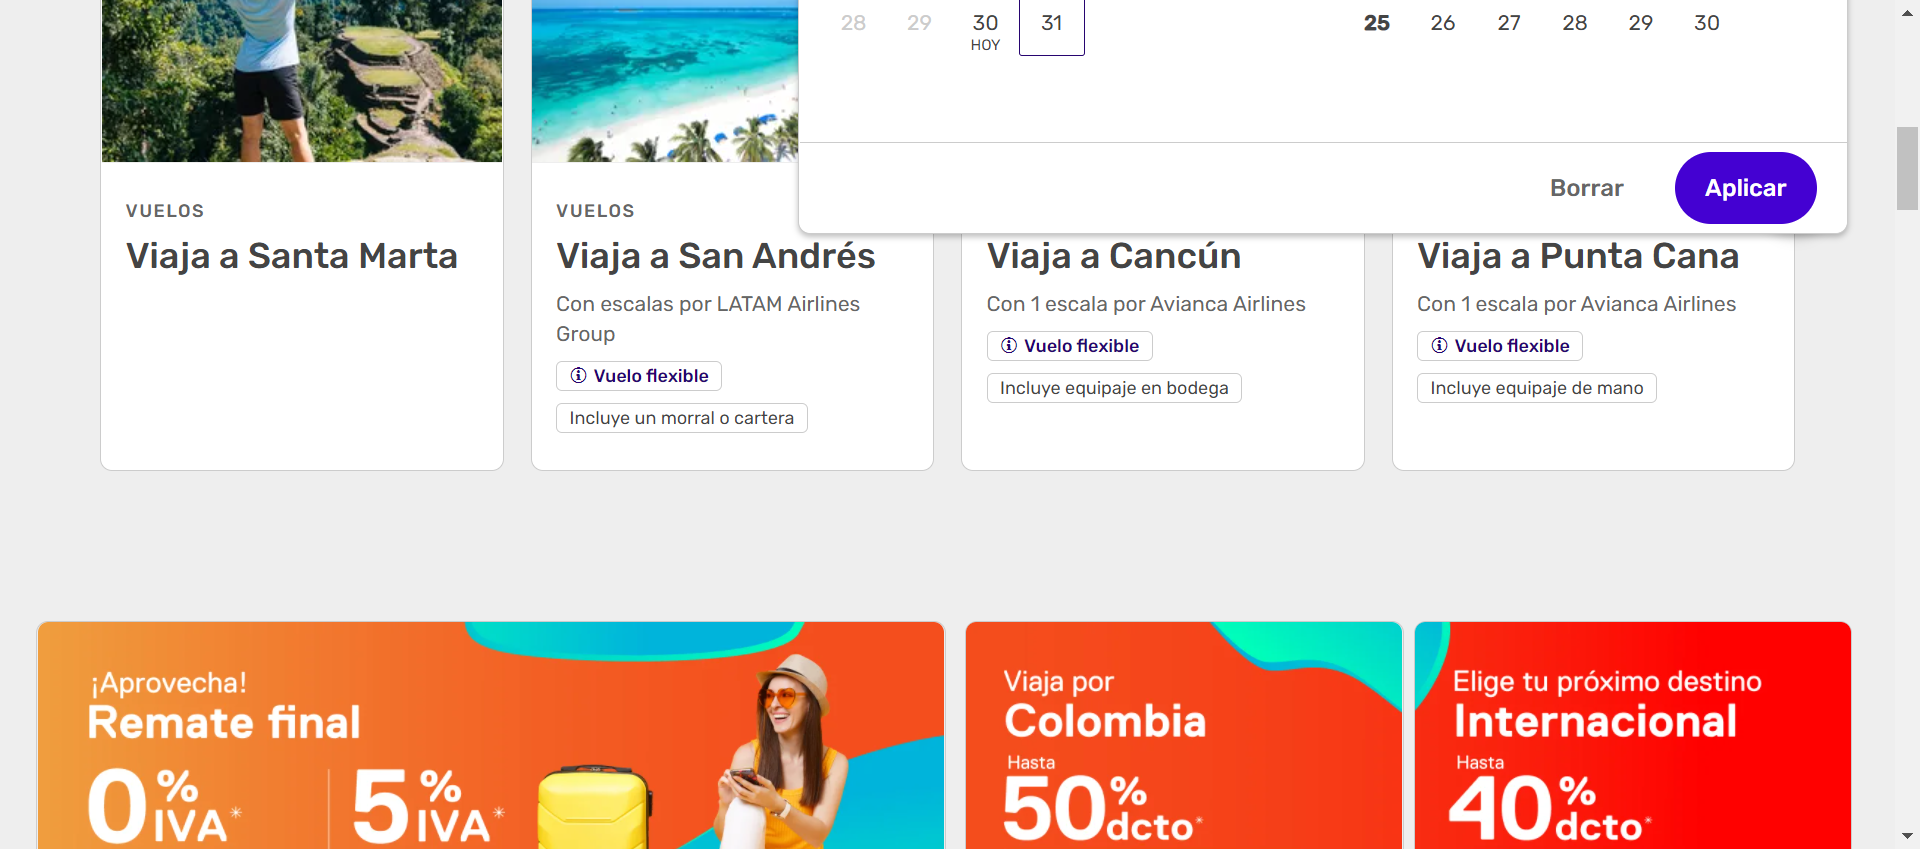 28 29 30 31
HOY
25 26 27 28 29 30
Borrar
Aplicar
VUELOS
Viaja a Santa Marta
VUELOS
Viaja a San Andrés
Con escalas por LATAM Airlines
Group
Vuelo flexible
Incluye un morral o cartera
Viaja a Cancún
Con 1 escala por Avianca Airlines
Vuelo flexible
Incluye equipaje en bodega
Viaja a Punta Cana
Con 1 escala por Avianca Airlines
Vuelo flexible
Incluye equipaje de mano
¡Aprovecha!
Remate final
0% IVA*
5% IVA*
Viaja por
Colombia
Hasta
50% dcto*
Elige tu próximo destino
Internacional
Hasta
40% dcto*